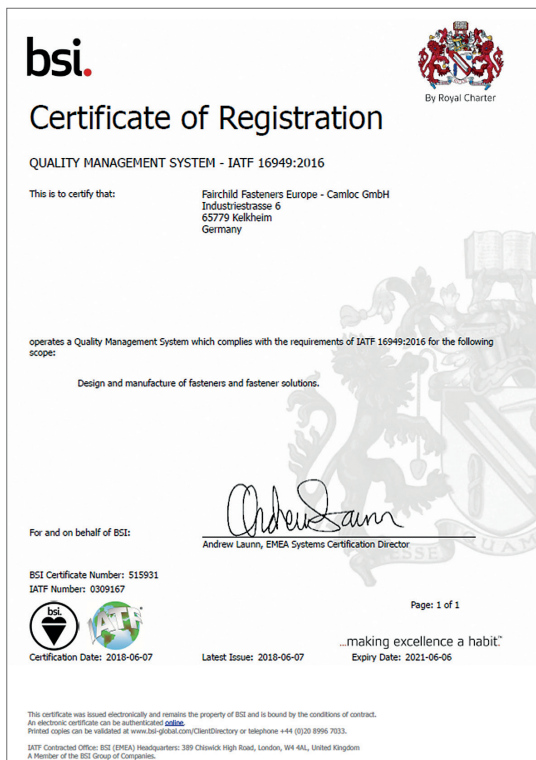 bsi.
By Royal Charter
Certificate of Registration
QUALITY MANAGEMENT SYSTEM - IATF 16949:2016
This is to certify that:
Fairchild Fasteners Europe - Camloc GmbH
Industriestrasse 6
65779 Kelkheim
Germany
operates a Quality Management System which complies with the requirements of IATF 16949:2016 for the following
scope:
Design and manufacture of fasteners and fastener solutions.
For and on behalf of BSI:
Andrew Launn, EMEA Systems Certification Director
BSI Certificate Number: 515931
IATF Number: 0309167
Page: 1 of 1
bsi.
IATF
...making excellence a habit.™
Certification Date: 2018-06-07
Latest Issue: 2018-06-07
Expiry Date: 2021-06-06
This certificate was issued electronically and remains the property of BSI and is bound by the conditions of contract.
An electronic certificate can be authenticated online.
Printed copies can be validated at www.bsi-global.com/ClientDirectory or telephone +44 (0)20 8996 7033.
IATF Contracted Office: BSI (EMEA) Headquarters: 389 Chiswick High Road, London, W4 4AL, United Kingdom
A Member of the BSI Group of Companies.